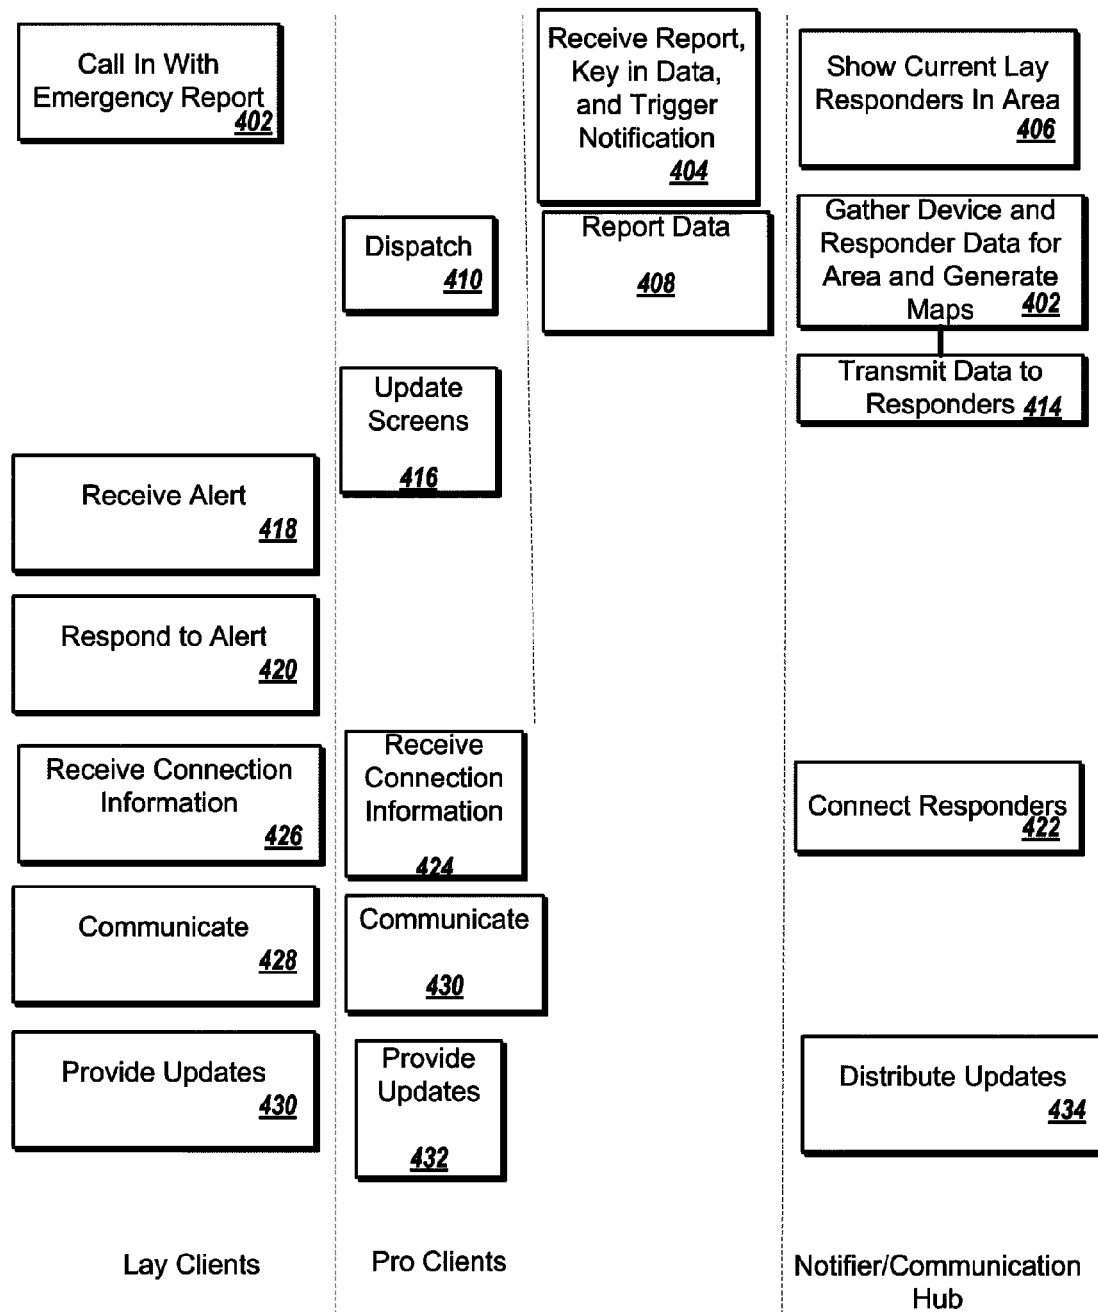 Call In With
Emergency Report
402
Receive Report,
Key in Data,
and Trigger
Notification
404
Show Current Lay
Responders In Area
406
Dispatch
410
Report Data
408
Gather Device and
Responder Data for
Area and Generate
Maps 402
Update
Screens
416
Transmit Data to
Responders 414
Receive Alert
418
Respond to Alert
420
Receive Connection
Information
426
Receive
Connection
Information
424
Connect Responders
422
Communicate
428
Communicate
430
Provide Updates
430
Provide
Updates
432
Distribute Updates
434
Lay Clients
Pro Clients
Notifier/Communication
Hub